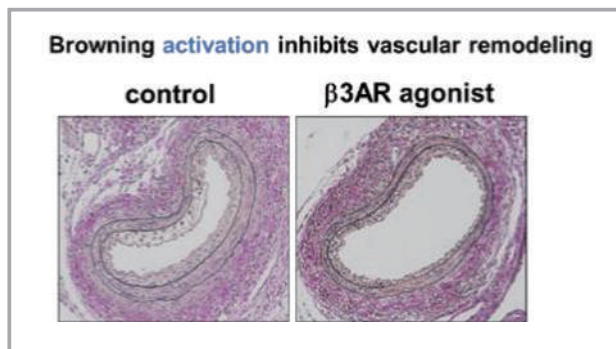 Browning activation inhibits vascular remodeling
control
β3AR agonist